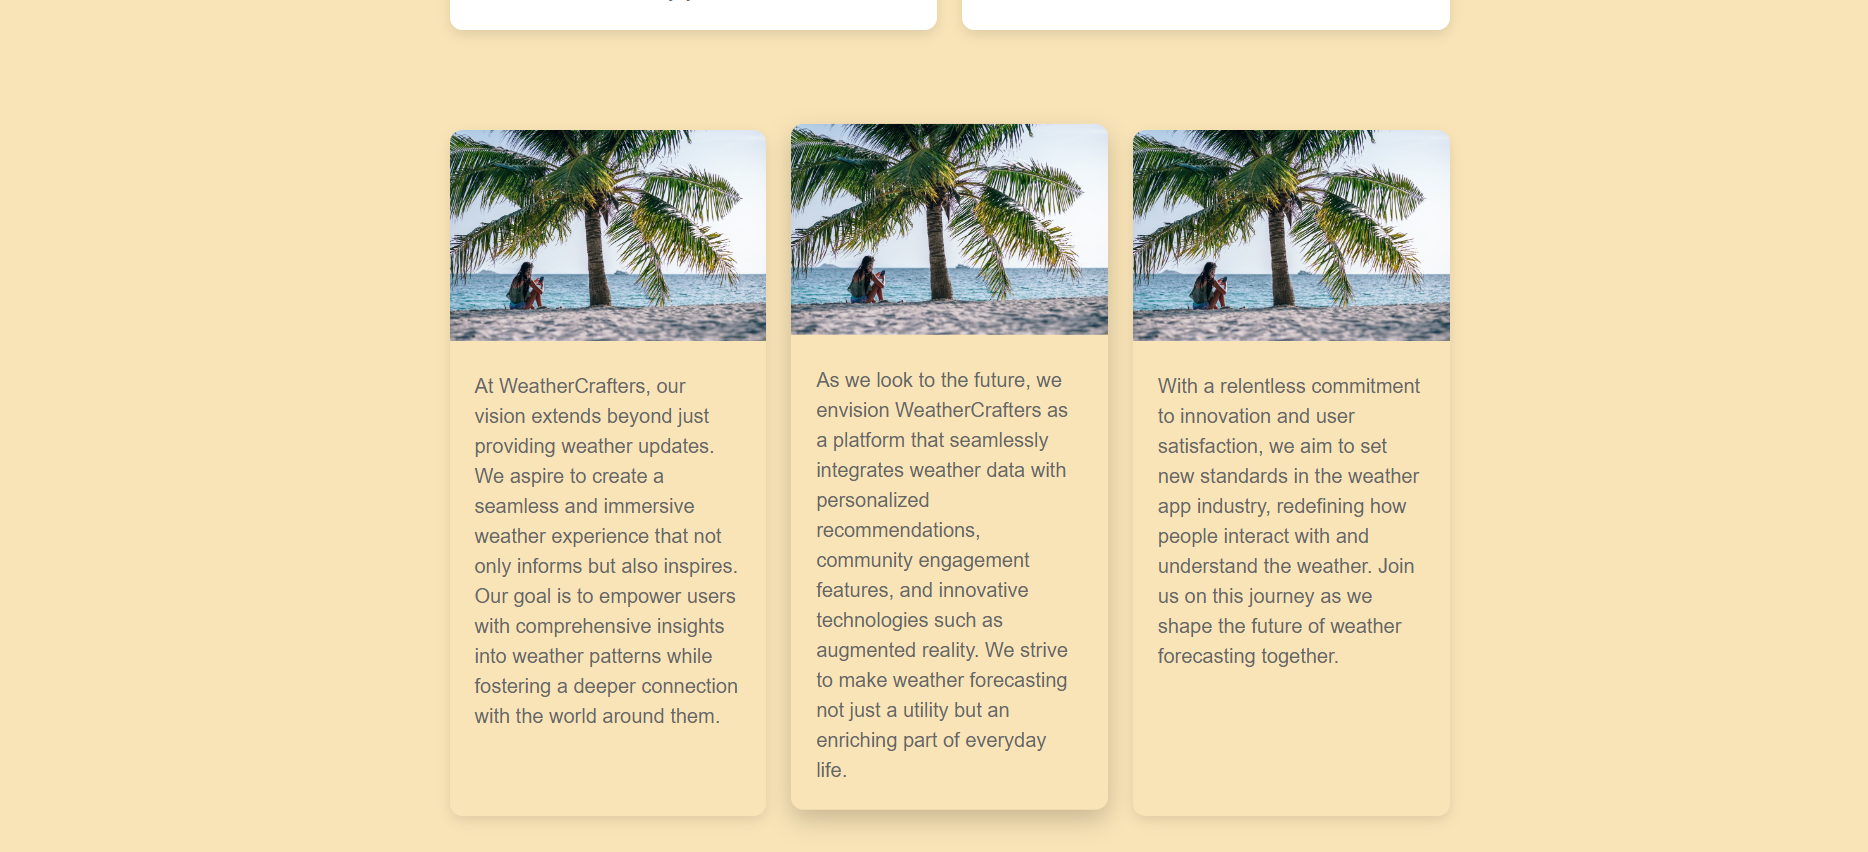 At WeatherCrafters, our
vision extends beyond just
providing weather updates.
We aspire to create a
seamless and immersive
weather experience that not
only informs but also inspires.
Our goal is to empower users
with comprehensive insights
into weather patterns while
fostering a deeper connection
with the world around them.
As we look to the future, we
envision WeatherCrafters as
a platform that seamlessly
integrates weather data with
personalized
recommendations,
community engagement
features, and innovative
technologies such as
augmented reality. We strive
to make weather forecasting
not just a utility but an
enriching part of everyday
life.
With a relentless commitment
to innovation and user
satisfaction, we aim to set
new standards in the weather
app industry, redefining how
people interact with and
understand the weather. Join
us on this journey as we
shape the future of weather
forecasting together.